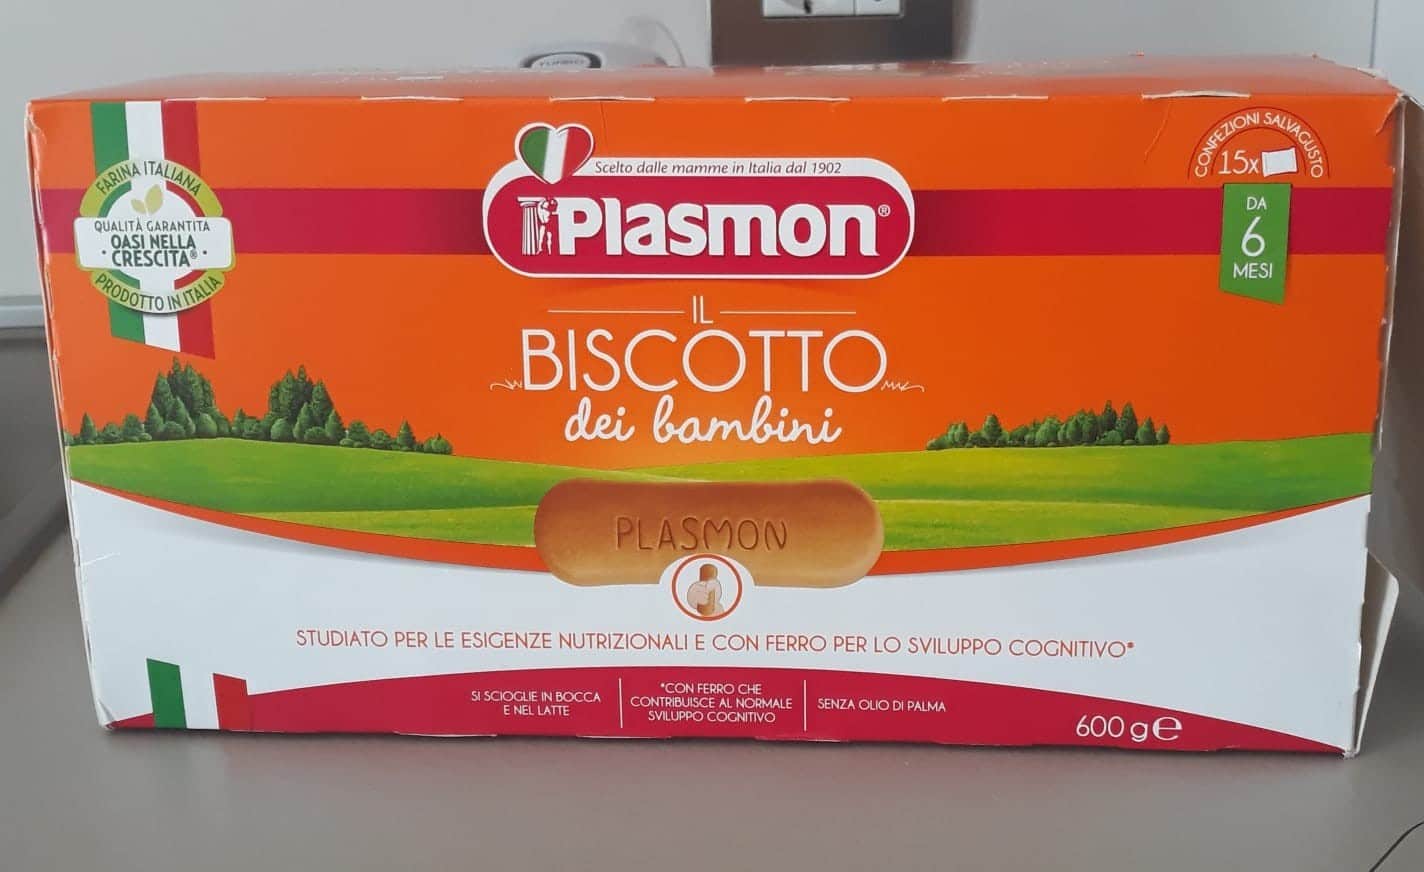 FARINA ITALIANA
QUALITÀ GARANTITA
OASI NELLA
CRESCITA®
PRODOTTO IN ITALIA
Scelto dalle mamme in Italia dal 1902
Plasmon®
CONFEZIONI SALVAGUSTO
15x
DA
6
MESI
IL
BISCOTTO
dei bambini
PLASMON
STUDIATO PER LE ESIGENZE NUTRIZIONALI E CON FERRO PER LO SVILUPPO COGNITIVO*
SI SCIOGLIE IN BOCCA
E NEL LATTE
*CON FERRO CHE
CONTRIBUISCE AL NORMALE
SVILUPPO COGNITIVO
SENZA OLIO DI PALMA
600 g e